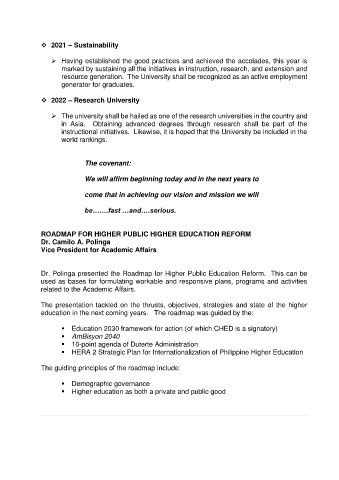 ❖ 2021 – Sustainability
➢ Having established the good practices and achieved the accolades, this year is
marked by sustaining all the initiatives in instruction, research, and extension and
resource generation. The University shall be recognized as an active employment
generator for graduates.
❖ 2022 – Research University
➢ The university shall be hailed as one of the research universities in the country and
in Asia. Obtaining advanced degrees through research shall be part of the
instructional initiatives. Likewise, it is hoped that the University be included in the
world rankings.
The covenant:
We will affirm beginning today and in the next years to
come that in achieving our vision and mission we will
be…….fast …and….serious.
ROADMAP FOR HIGHER PUBLIC HIGHER EDUCATION REFORM
Dr. Camilo A. Polinga
Vice President for Academic Affairs
Dr. Polinga presented the Roadmap for Higher Public Education Reform. This can be
used as bases for formulating workable and responsive plans, programs and activities
related to the Academic Affairs.
The presentation tackled on the thrusts, objectives, strategies and state of the higher
education in the next coming years. The roadmap was guided by the:
▪ Education 2030 framework for action (of which CHED is a signatory)
▪ AmBisyon 2040
▪ 10-point agenda of Duterte Administration
▪ HERA 2 Strategic Plan for Internationalization of Philippine Higher Education
The guiding principles of the roadmap include:
▪ Demographic governance
▪ Higher education as both a private and public good